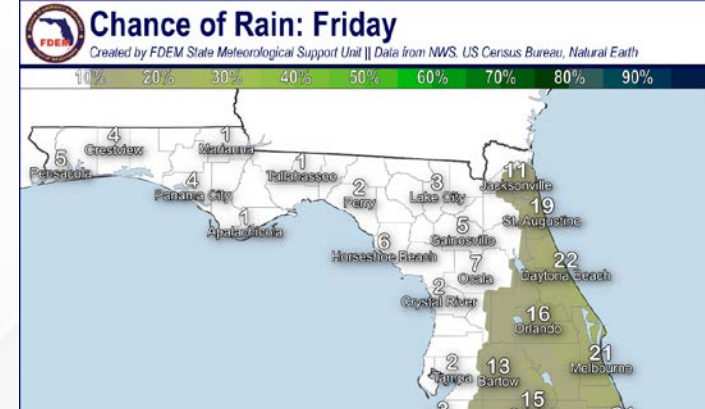 Chance of Rain: Friday
FDEM
Created by FDEM State Meteorological Support Unit || Data from NWS, US Census Bureau, Natural Earth
10% 20% 30% 40% 50% 60% 70% 80% 90%
4
Crestview
1
Marianna
5
Pensacola
1
Tallahassee
11
Jacksonville
4
Panama City
2
Perry
3
Lake City
19
St. Augustine
1
Apalachicola
5
Gainesville
6
Horseshoe Beach
7
Ocala
22
Daytona Beach
2
Crystal River
16
Orlando
21
Melbourne
2
Tampa
13
Bartow
15